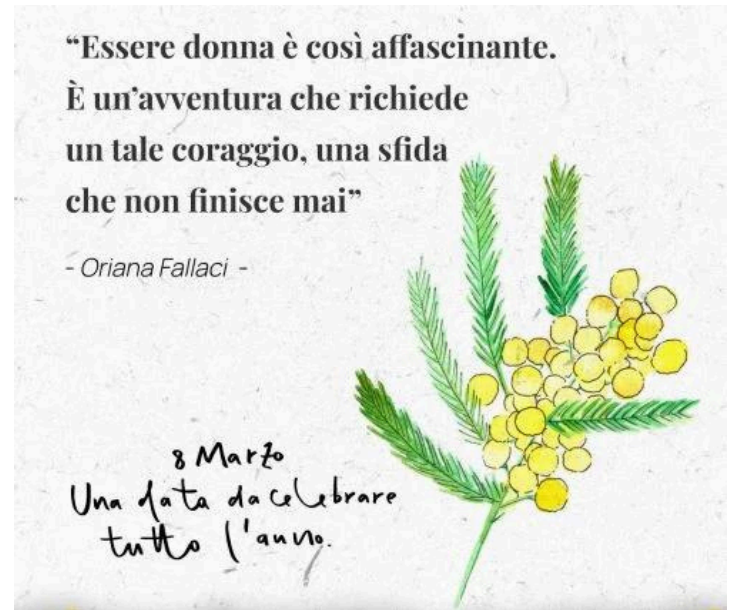 “Essere donna è così affascinante.
È un’avventura che richiede
un tale coraggio, una sfida
che non finisce mai”
- Oriana Fallaci -
8 Marzo
Una data da celebrare
tutto l'anno.